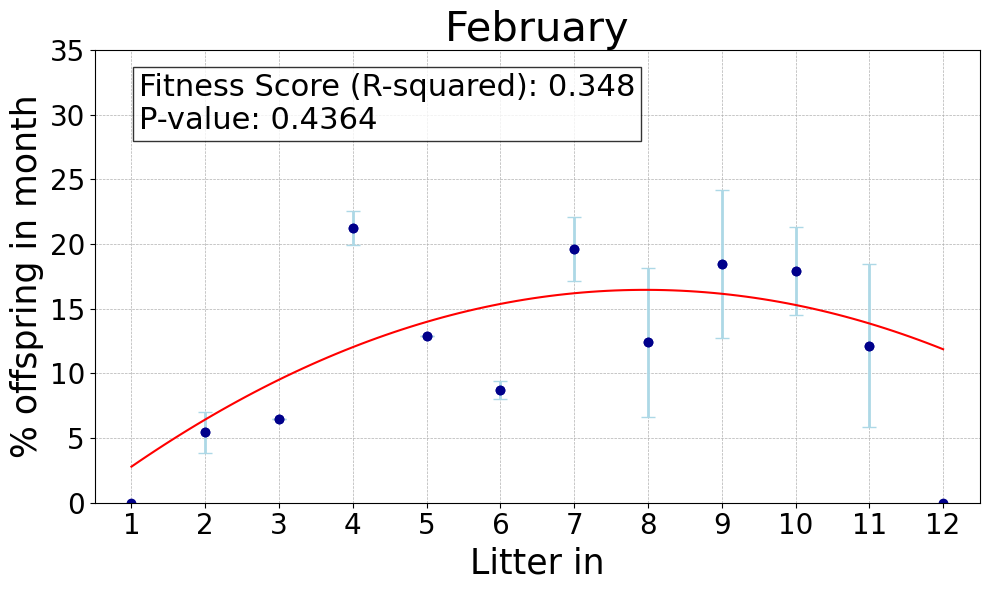 February
Fitness Score (R-squared): 0.348
P-value: 0.4364
% offspring in month
35
30
25
20
15
10
5
0
1 2 3 4 5 6 7 8 9 10 11 12
Litter in